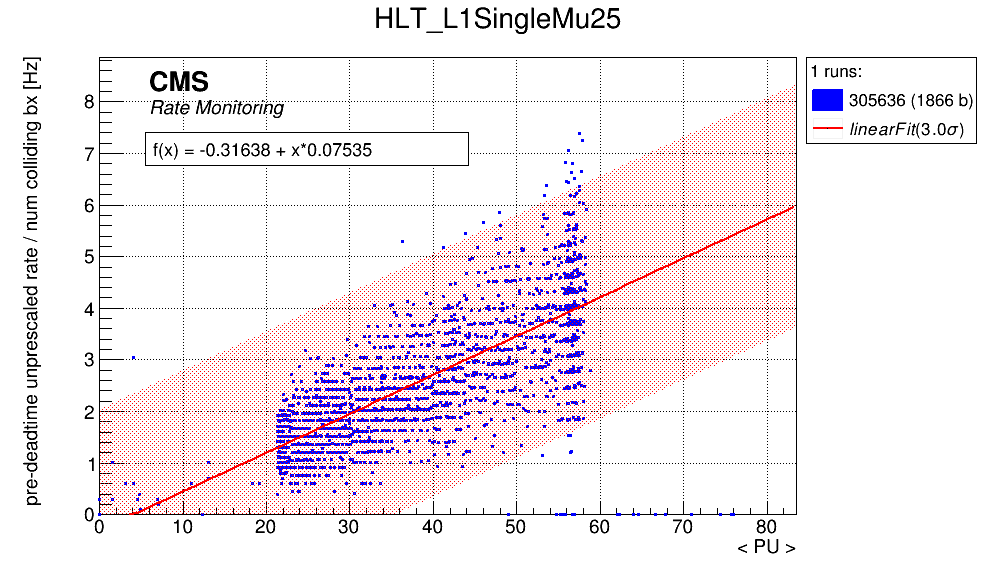 HLT_L1SingleMu25
pre-deadtime unprescaled rate / num colliding bx [Hz]
CMS
Rate Monitoring
f(x) = -0.31638 + x*0.07535
8
7
6
5
4
3
2
1
0
0 10 20 30 40 50 60 70 80
< PU >
1 runs:
305636 (1866 b)
linearFit(3.0σ)